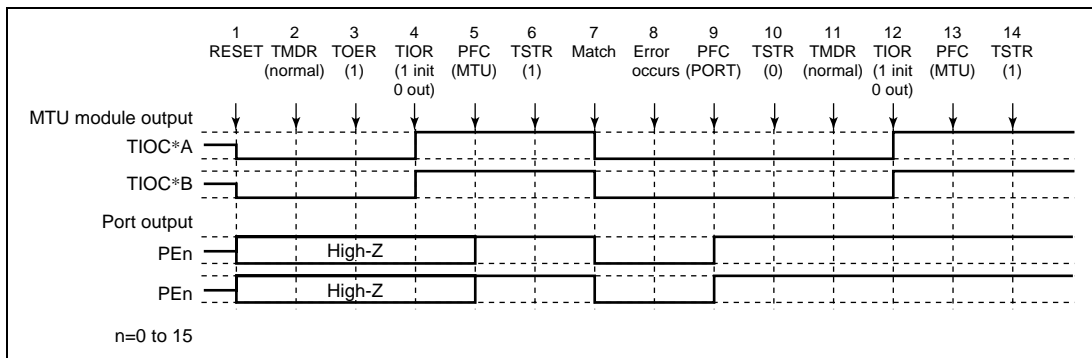 1 2 3 4 5 6 7 8 9 10 11 12 13 14
RESET TMDR TOER TIOR PFC TSTR Match Error PFC TSTR TMDR TIOR PFC TSTR
(normal) (1) (1 init (MTU) (1) occurs (PORT) (0) (normal) (1 init (MTU) (1)
0 out) 0 out)
MTU module output
TIOC*A
TIOC*B
Port output
PEn High-Z
PEn High-Z
n=0 to 15